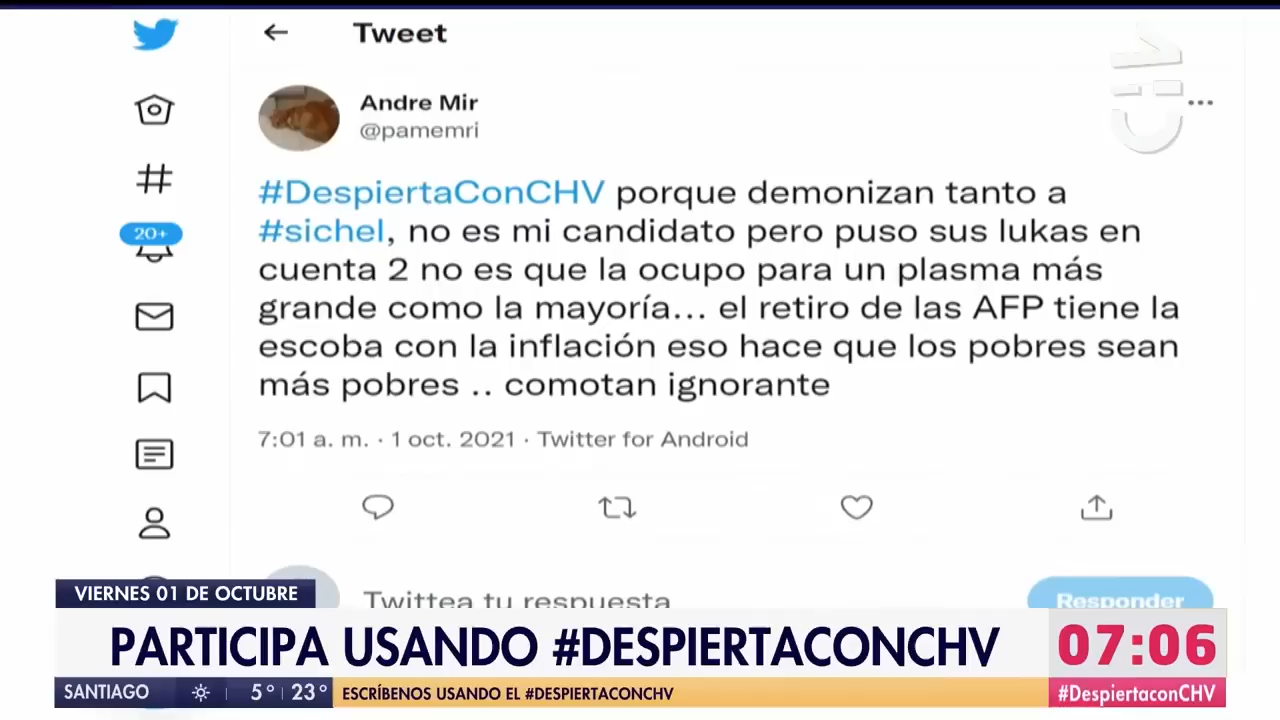 Tweet
Andre Mir
@pamemri
#DespiertaConCHV porque demonizan tanto a
#sichel, no es mi candidato pero puso sus lukas en
cuenta 2 no es que la ocupo para un plasma más
grande como la mayoría... el retiro de las AFP tiene la
escoba con la inflación eso hace que los pobres sean
más pobres .. comotan ignorante
7:01 a. m. · 1 oct. 2021 · Twitter for Android
20+
CHV
Twittea tu respuesta
Responder
VIERNES 01 DE OCTUBRE
PARTICIPA USANDO #DESPIERTACONCHV
07:06
SANTIAGO 5° 23° ESCRÍBENOS USANDO EL #DESPIERTACONCHV
#DespiertaconCHV